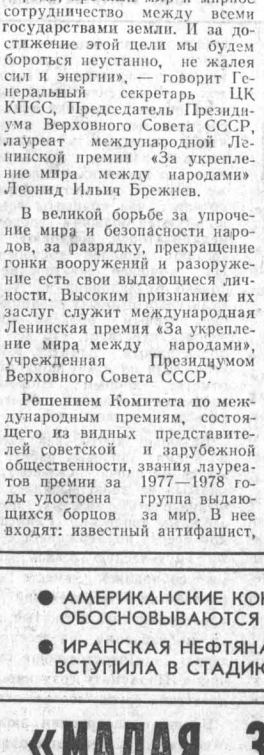 сотрудничество между всеми
государствами земли. И за до-
стижение этой цели мы будем
бороться неустанно, не жалея
сил и энергии», — говорит Ге-
неральный секретарь ЦК
КПСС, Председатель Президи-
ума Верховного Совета СССР,
лауреат международной Ле-
нинской премии «За укрепле-
ние мира между народами»
Леонид Ильич Брежнев.
В великой борьбе за упроче-
ние мира и безопасности наро-
дов, за разрядку, прекращение
гонки вооружений и разоруже-
ние есть свои выдающиеся лич-
ности. Высоким признанием их
заслуг служит международная
Ленинская премия «За укрепле-
ние мира между народами»,
учрежденная Президиумом
Верховного Совета СССР.
Решением Комитета по меж-
дународным премиям, состоя-
щего из видных представите-
лей советской и зарубежной
общественности, звания лауреа-
тов премии за 1977—1978 го-
ды удостоена группа выдаю-
щихся борцов за мир. В нее
входят: известный антифашист,
● АМЕРИКАНСКИЕ КО
ОБОСНОВЫВАЮТСЯ
● ИРАНСКАЯ НЕФТЯН
ВСТУПИЛА В СТАДИ
«МАЛАЯ З